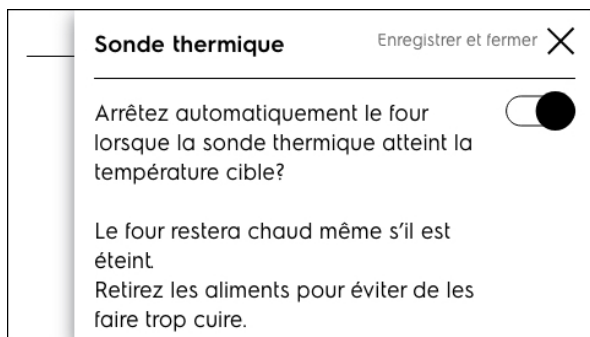 Sonde thermique
Enregistrer et fermer
Arrêtez automatiquement le four
lorsque la sonde thermique atteint la
température cible?
Le four restera chaud même s'il est
éteint.
Retirez les aliments pour éviter de les
faire trop cuire.